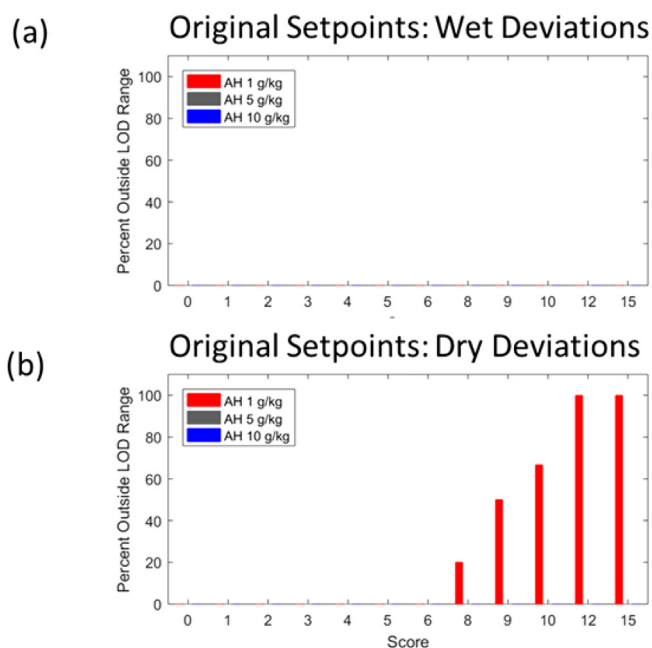 (a)
Original Setpoints: Wet Deviations
Percent Outside LOD Range
100
80
60
40
20
0
AH 1 g/kg
AH 5 g/kg
AH 10 g/kg
0 1 2 3 4 5 6 8 9 10 12 15
(b)
Original Setpoints: Dry Deviations
Percent Outside LOD Range
100
80
60
40
20
0
AH 1 g/kg
AH 5 g/kg
AH 10 g/kg
0 1 2 3 4 5 6 8 9 10 12 15
Score